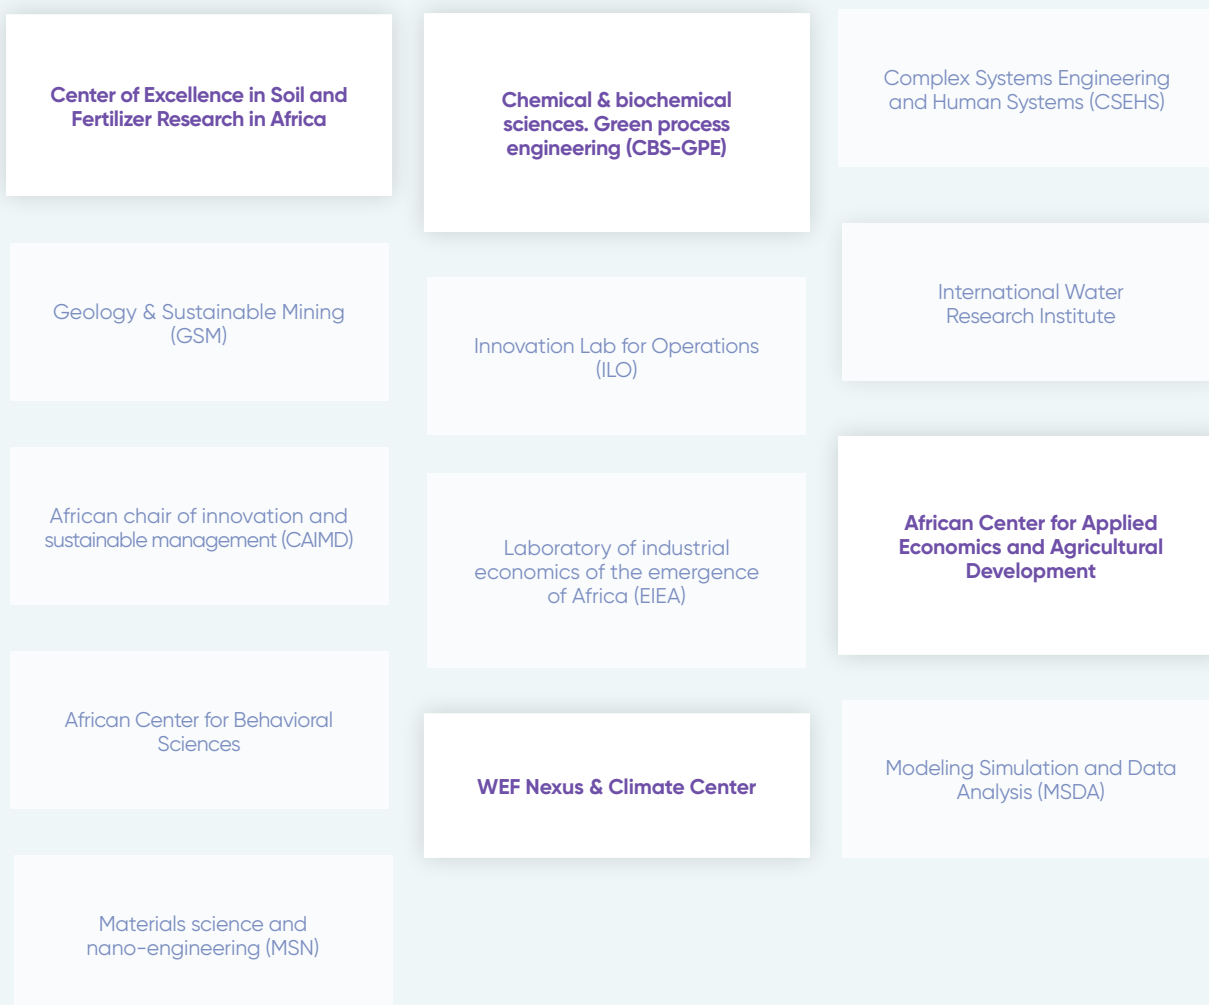 Center of Excellence in Soil and
Fertilizer Research in Africa
Geology & Sustainable Mining
(GSM)
African chair of innovation and
sustainable management (CAIMD)
African Center for Behavioral
Sciences
Materials science and
nano-engineering (MSN)
Chemical & biochemical
sciences. Green process
engineering (CBS-GPE)
Innovation Lab for Operations
(ILO)
Laboratory of industrial
economics of the emergence
of Africa (EIEA)
WEF Nexus & Climate Center
Complex Systems Engineering
and Human Systems (CSEHS)
International Water
Research Institute
African Center for Applied
Economics and Agricultural
Development
Modeling Simulation and Data
Analysis (MSDA)